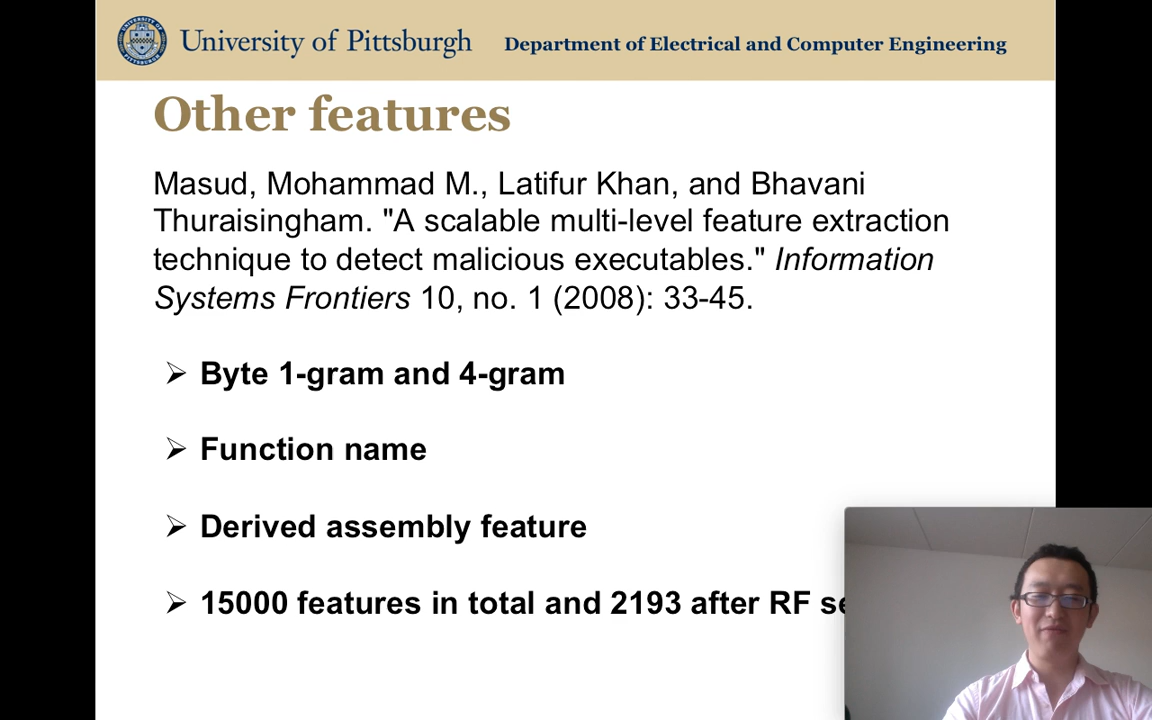 University of Pittsburgh
Department of Electrical and Computer Engineering
Other features
Masud, Mohammad M., Latifur Khan, and Bhavani
Thuraisingham. "A scalable multi-level feature extraction
technique to detect malicious executables." Information
Systems Frontiers 10, no. 1 (2008): 33-45.
➢ Byte 1-gram and 4-gram
➢ Function name
➢ Derived assembly feature
➢ 15000 features in total and 2193 after RF